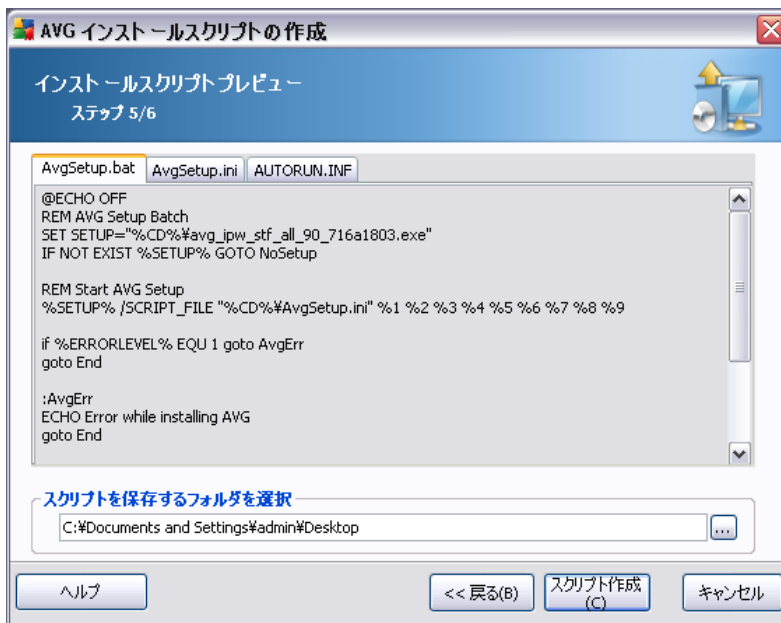 AVG インストールスクリプトの作成
インストールスクリプトプレビュー
ステップ 5/6
AvgSetup.bat AvgSetup.ini AUTORUN.INF
@ECHO OFF
REM AVG Setup Batch
SET SETUP="%CD%¥avg_ipw_stf_all_90_716a1803.exe"
IF NOT EXIST %SETUP% GOTO NoSetup
REM Start AVG Setup
%SETUP% /SCRIPT_FILE "%CD%¥AvgSetup.ini" %1 %2 %3 %4 %5 %6 %7 %8 %9
if %ERRORLEVEL% EQU 1 goto AvgErr
goto End
:AvgErr
ECHO Error while installing AVG
goto End
スクリプトを保存するフォルダを選択
C:¥Documents and Settings¥admin¥Desktop
...
ヘルプ
<< 戻る(B)
スクリプト作成
(C)
キャンセル